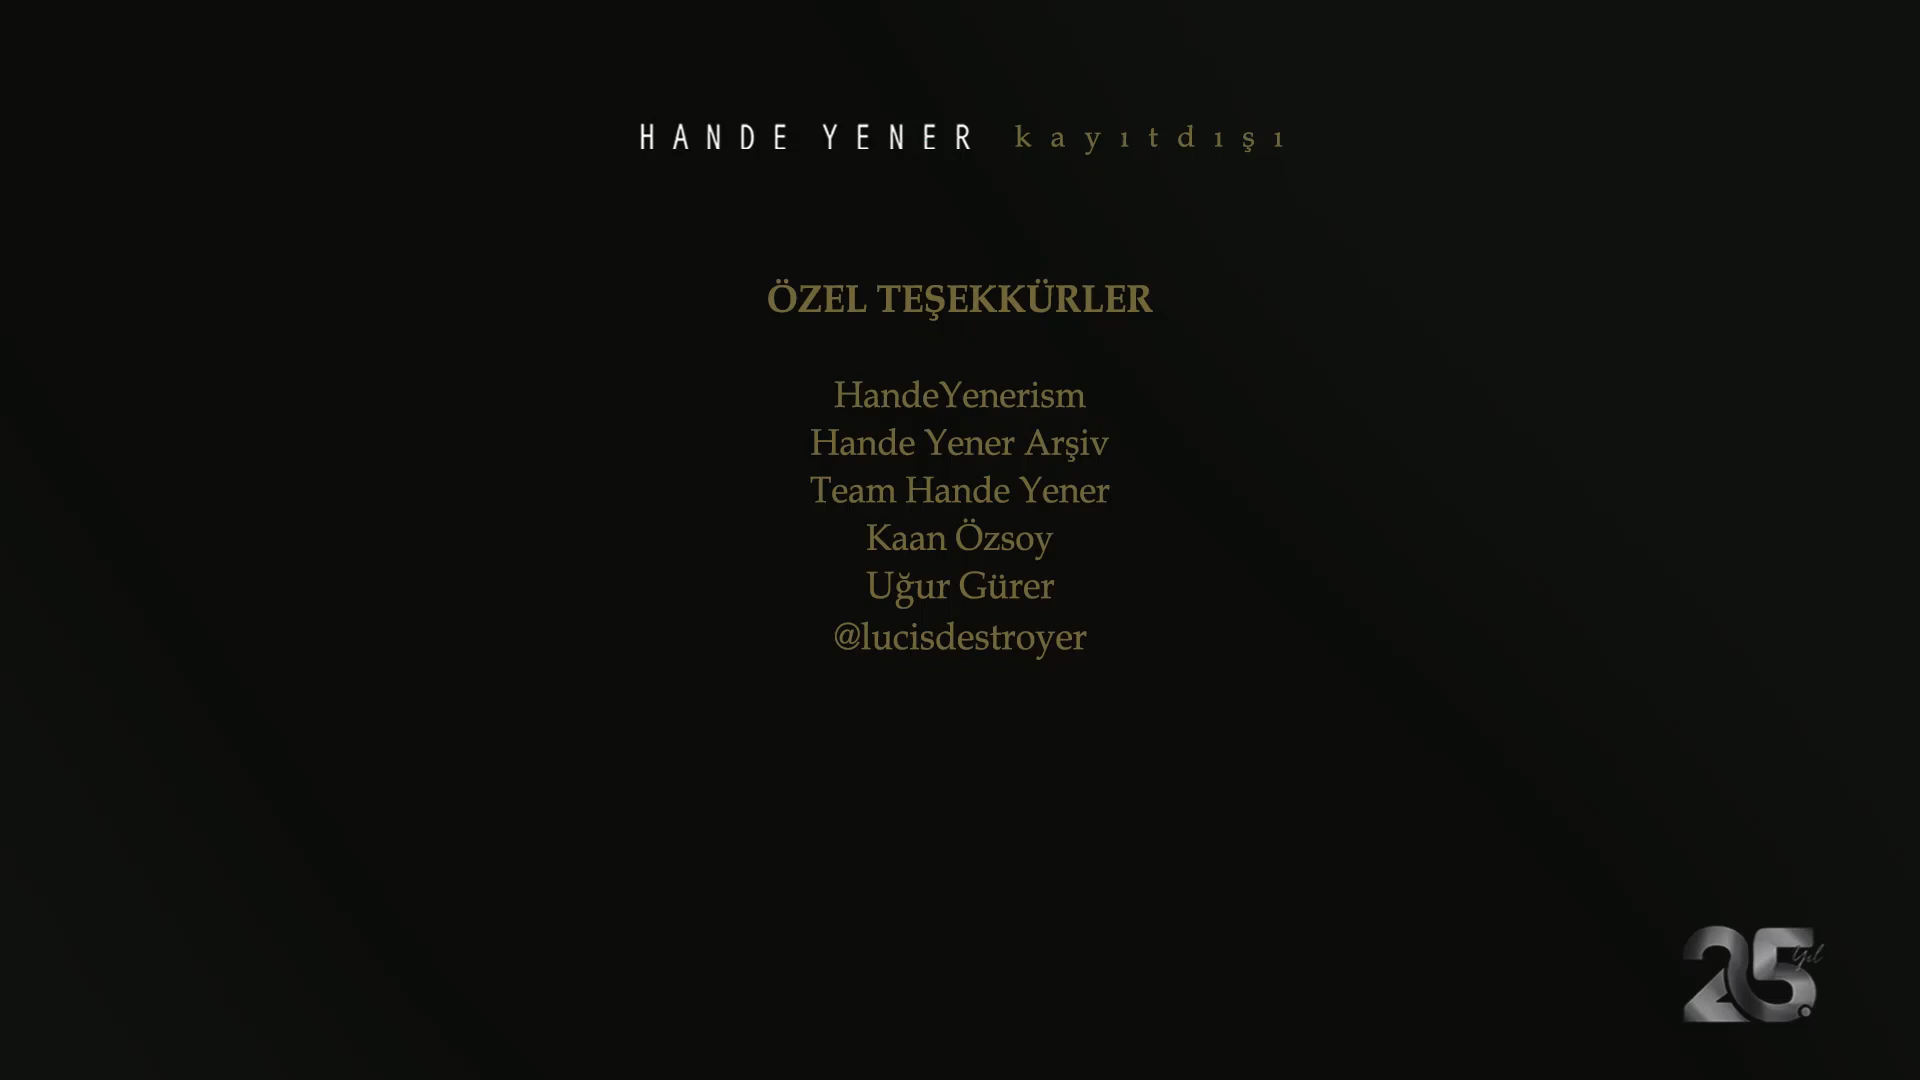 HANDE YENER kayıtdışı
ÖZEL TEŞEKKÜRLER
HandeYenerism
Hande Yener Arşiv
Team Hande Yener
Kaan Özsoy
Uğur Gürer
@lucisdestroyer
25. Yıl